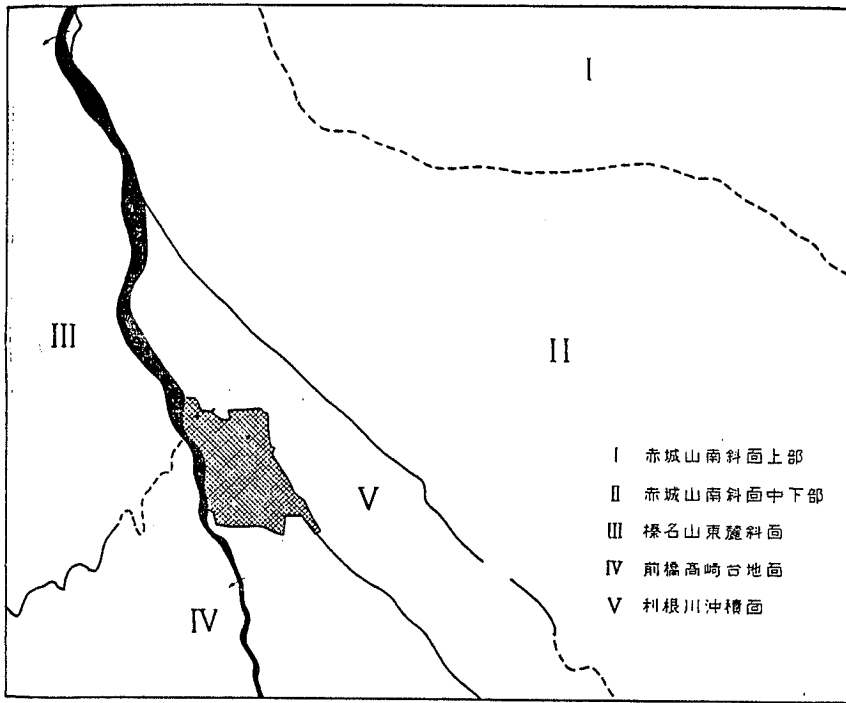 I
II
III
V
IV
I 赤城山南斜面上部
II 赤城山南斜面中下部
III 榛名山東麓斜面
IV 前橋高崎台地面
V 利根川沖積面